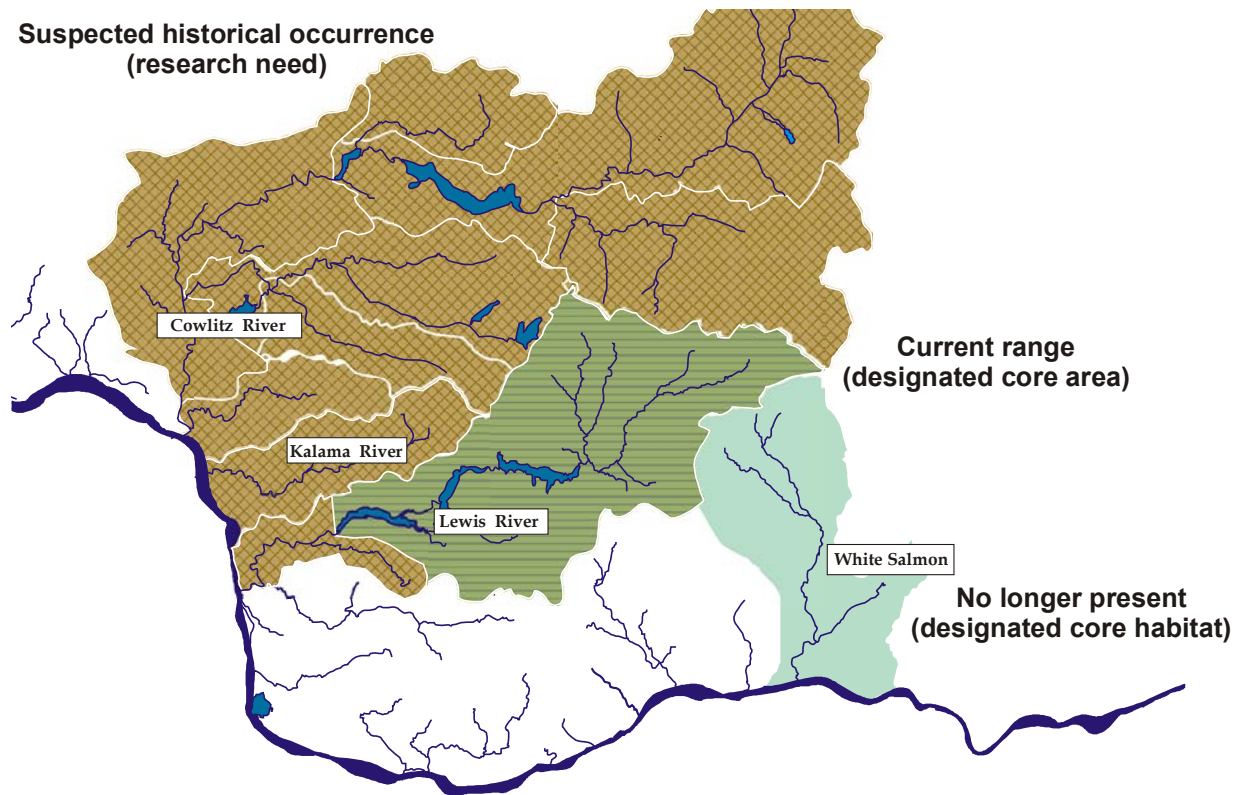 Suspected historical occurrence
(research need)
Cowlitz River
Current range
(designated core area)
Kalama River
Lewis River
White Salmon
No longer present
(designated core habitat)